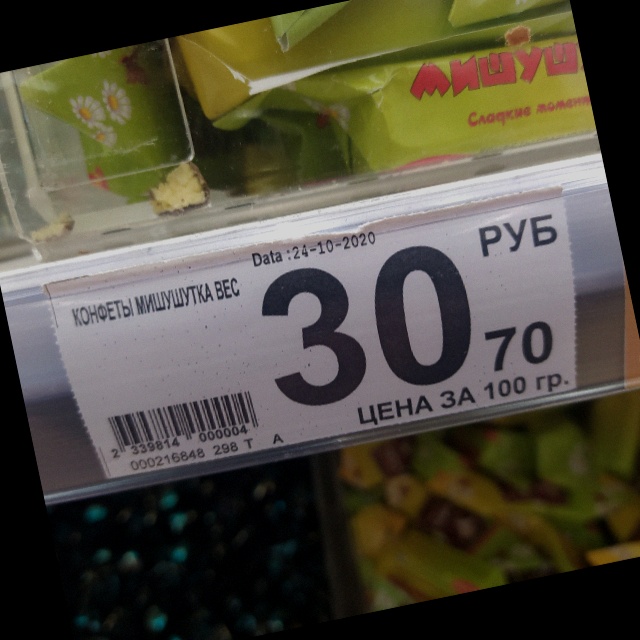 МИШУШ
Сладкие
Data :24-10-2020
РУБ
КОНФЕТЫ МИШУШУТКА ВЕС
30
70
ЦЕНА ЗА 100 гр.
2 339814 000004
000216848 298 Т А